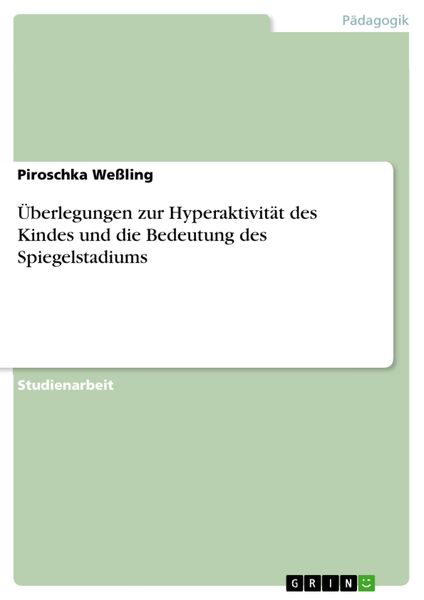 Pädagogik
Piroschka Weßling
Überlegungen zur Hyperaktivität des
Kindes und die Bedeutung des
Spiegelstadiums
Studienarbeit
GRIN